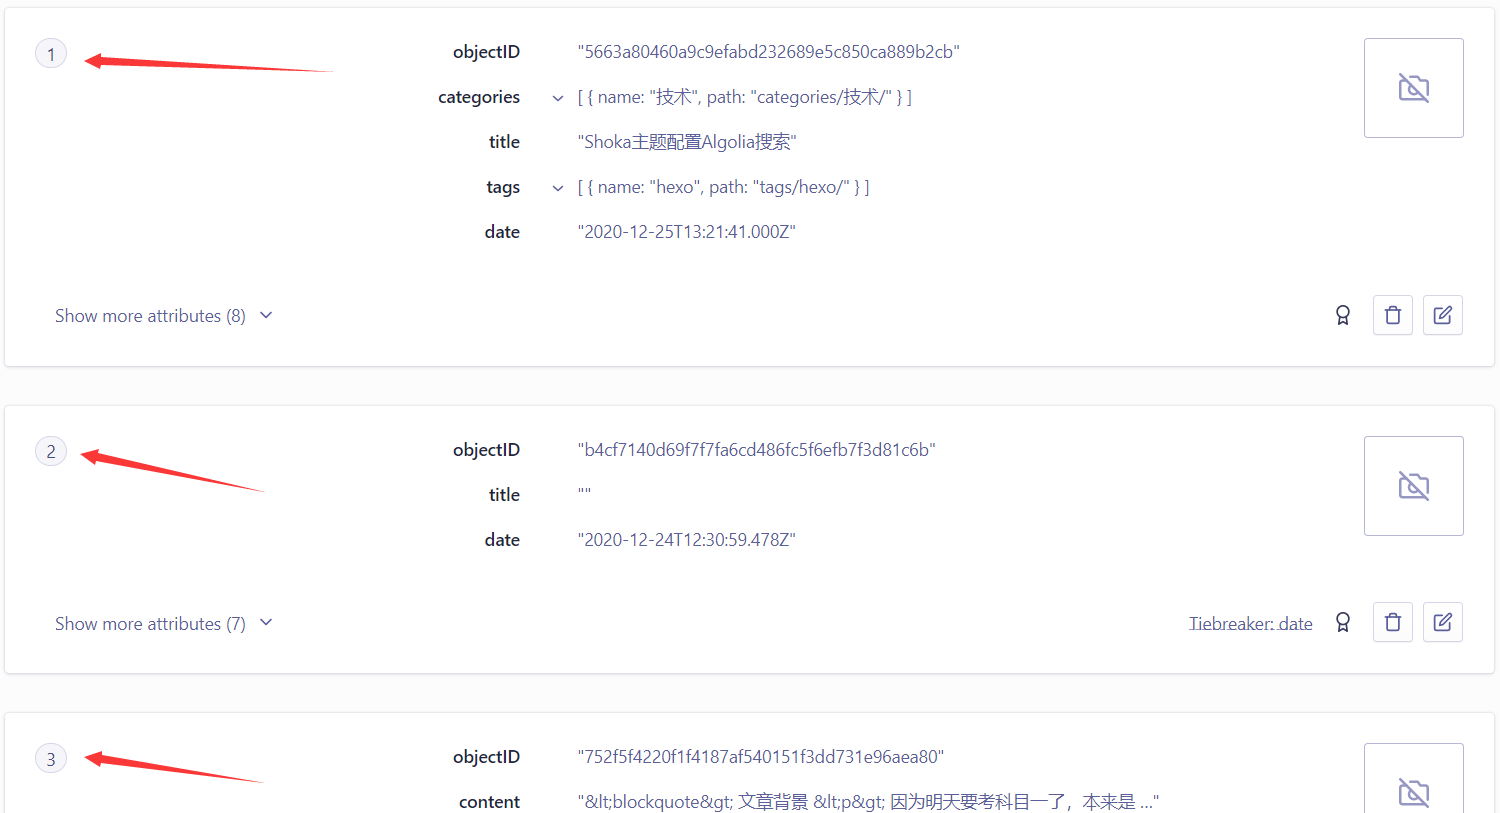 1
objectID "5663a80460a9c9efabd232689e5c850ca889b2cb"
categories [ { name: "技术", path: "categories/技术/" } ]
title "Shoka主题配置Algolia搜索"
tags [ { name: "hexo", path: "tags/hexo/" } ]
date "2020-12-25T13:21:41.000Z"
Show more attributes (8)
2
objectID "b4cf7140d69f7f7fa6cd486fc5f6efb7f3d81c6b"
title ""
date "2020-12-24T12:30:59.478Z"
Show more attributes (7) Tiebreaker: date
3
objectID "752f5f4220f1f4187af540151f3dd731e96aea80"
content "&lt;blockquote&gt; 文章背景 &lt;p&gt; 因为明天要考科目一了，本来是 ..."